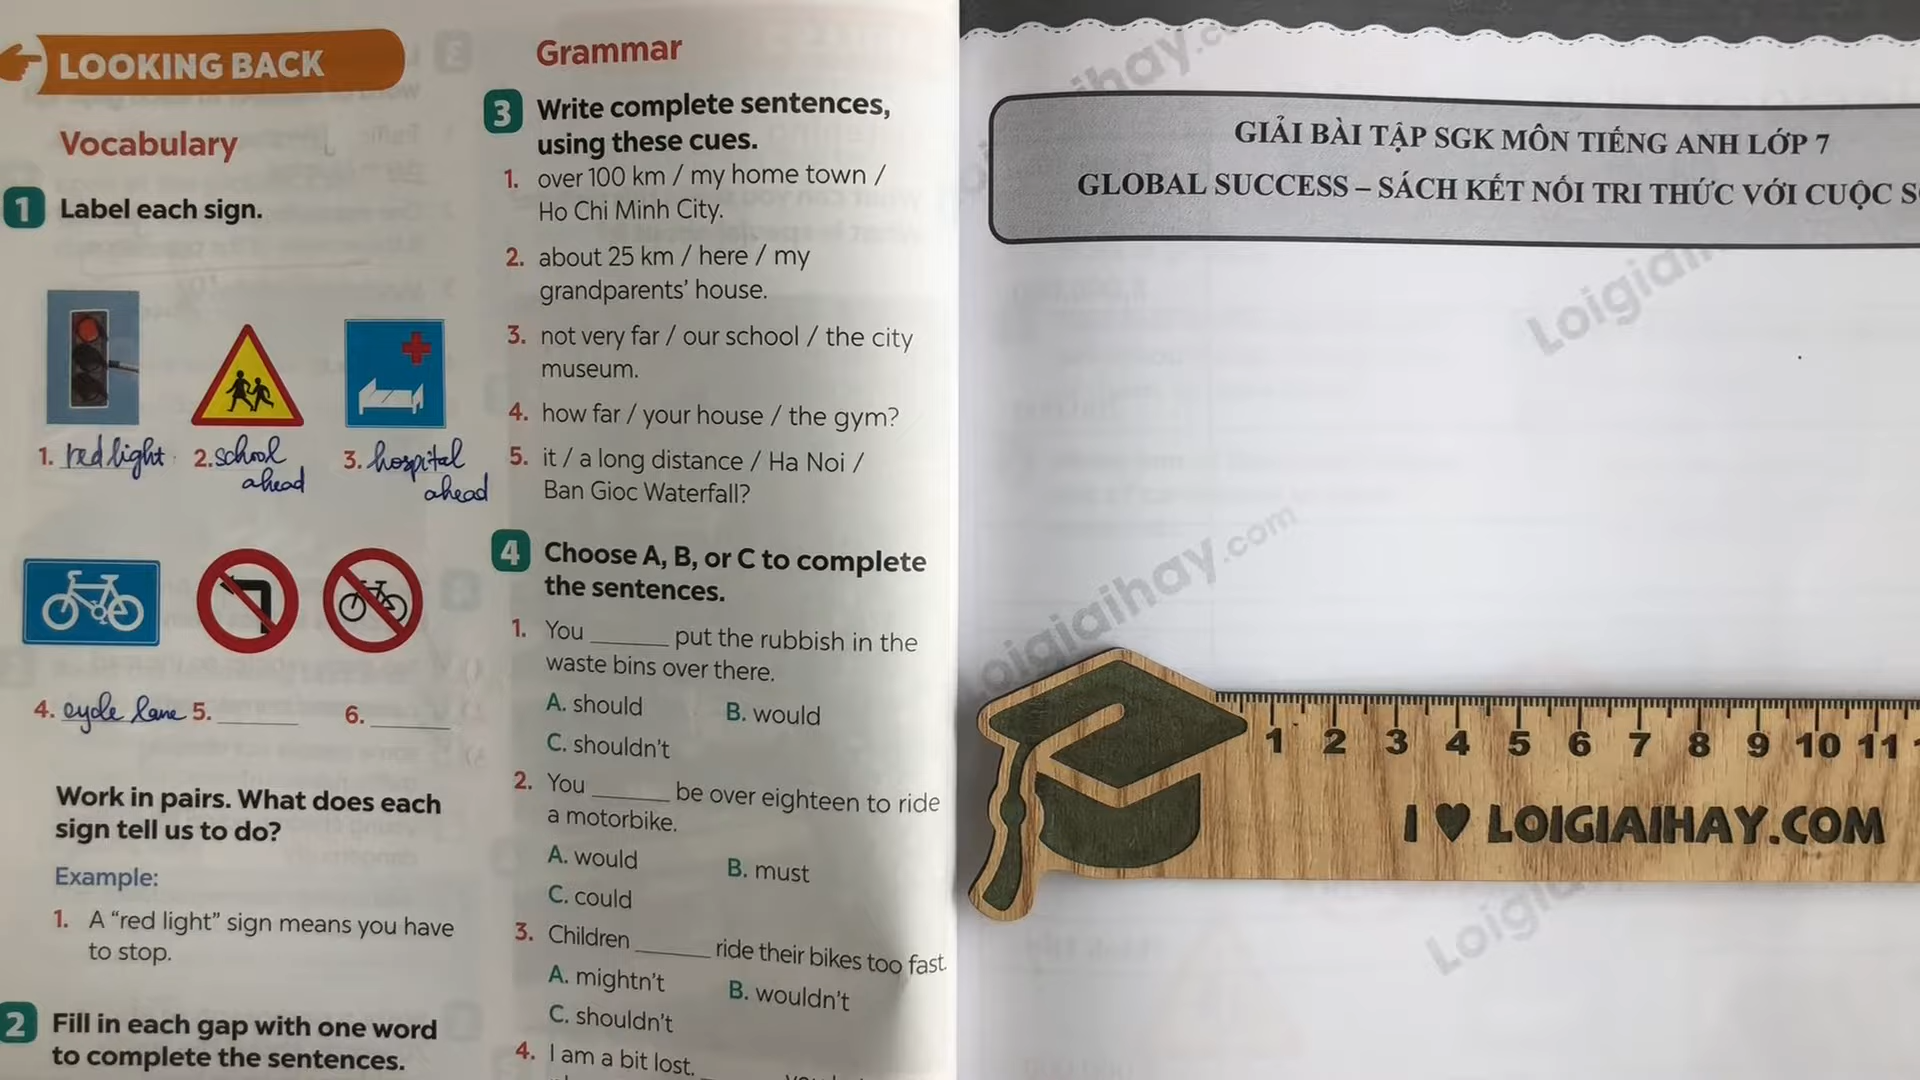 LOOKING BACK
Vocabulary
1 Label each sign.
1. red light
2. school
ahead
3. hospital
ahead
4. cycle lane
5. ______
6. ______
Work in pairs. What does each
sign tell us to do?
Example:
1. A “red light” sign means you have
to stop.
2 Fill in each gap with one word
to complete the sentences.
Grammar
3 Write complete sentences,
using these cues.
1. over 100 km / my home town /
Ho Chi Minh City.
2. about 25 km / here / my
grandparents’ house.
3. not very far / our school / the city
museum.
4. how far / your house / the gym?
5. it / a long distance / Ha Noi /
Ban Gioc Waterfall?
4 Choose A, B, or C to complete
the sentences.
1. You ______ put the rubbish in the
waste bins over there.
A. should B. would
C. shouldn’t
2. You ______ be over eighteen to ride
a motorbike.
A. would B. must
C. could
3. Children ______ ride their bikes too fast.
A. mightn’t B. wouldn’t
C. shouldn’t
4. I am a bit lost. ______
GIẢI BÀI TẬP SGK MÔN TIẾNG ANH LỚP 7
GLOBAL SUCCESS – SÁCH KẾT NỐI TRI THỨC VỚI CUỘC
Loigiaihay.com
1 2 3 4 5 6 7 8 9 10 11
I ♥ LOIGIAIHAY.COM